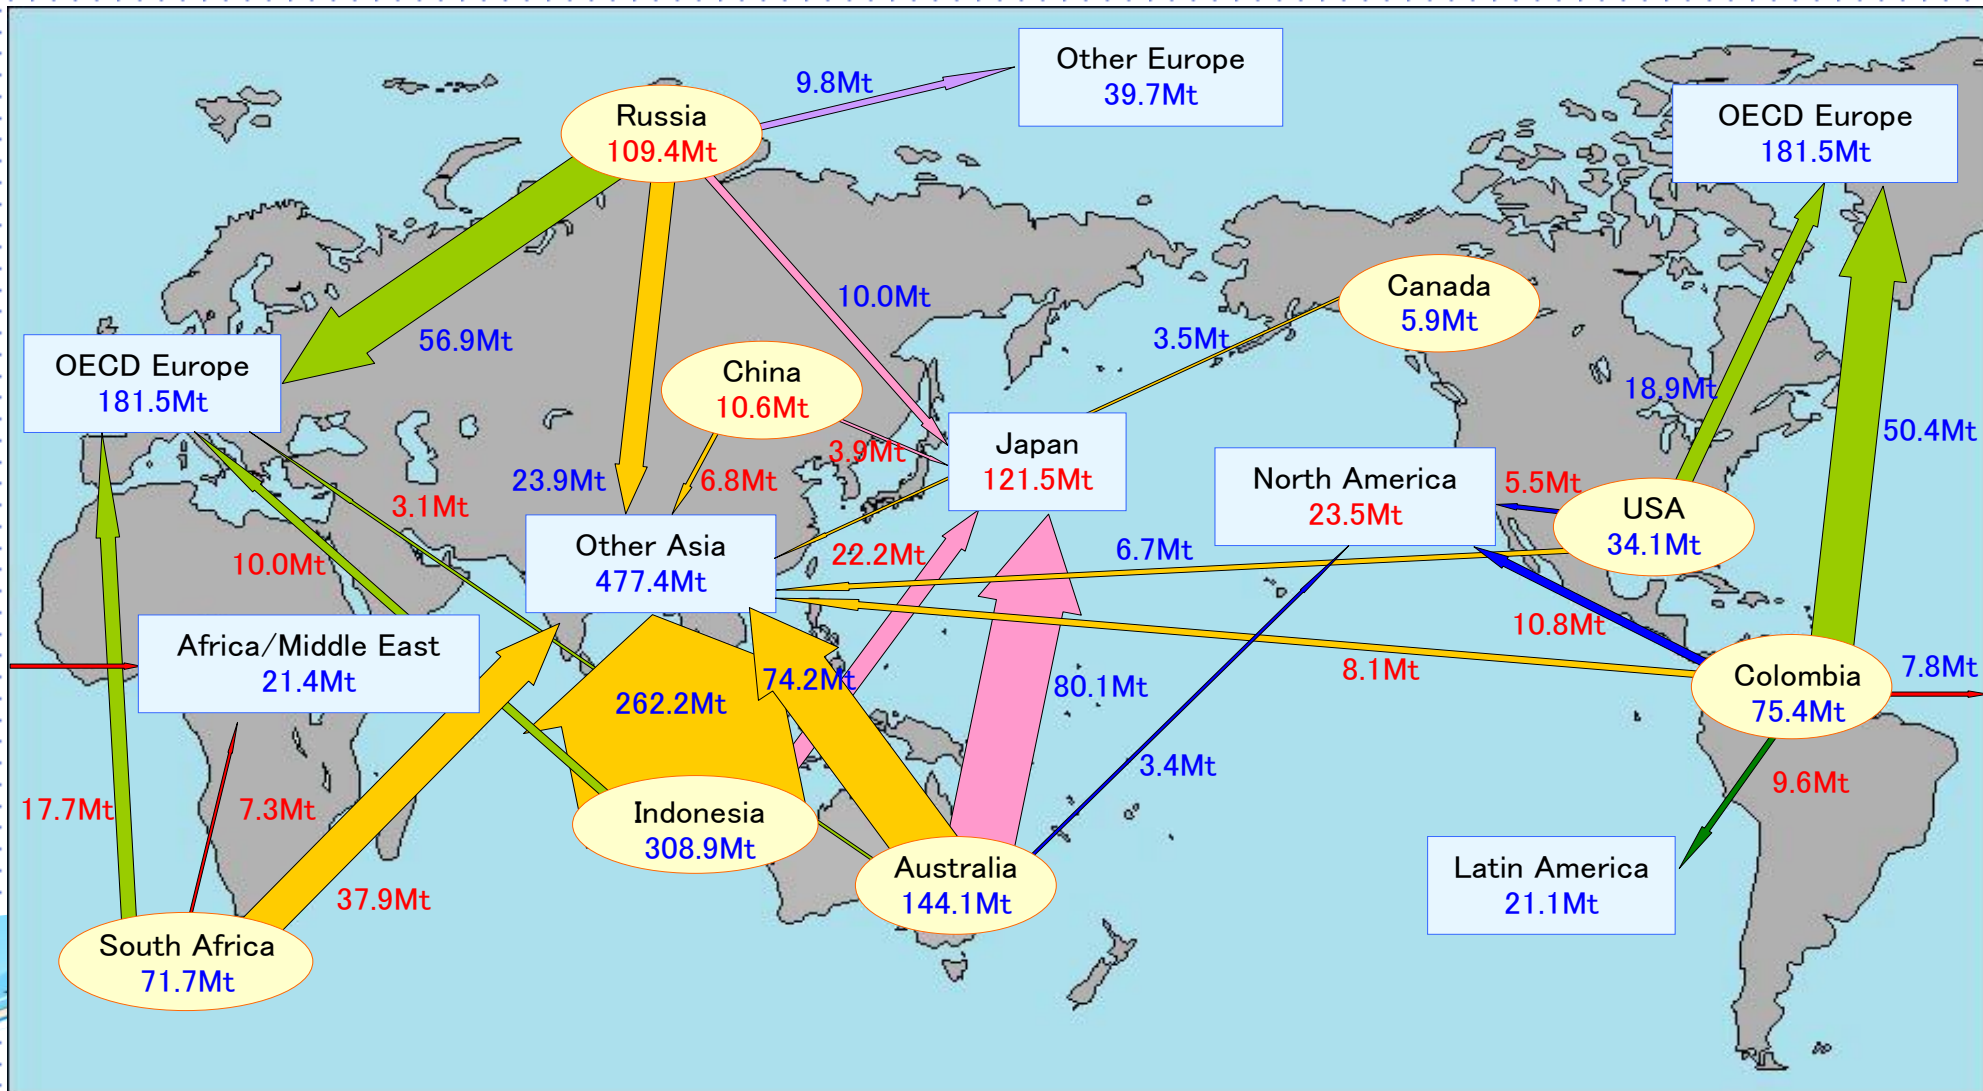 Other Europe
39.7Mt
9.8Mt
Russia
109.4Mt
OECD Europe
181.5Mt
Canada
5.9Mt
10.0Mt
3.5Mt
56.9Mt
OECD Europe
181.5Mt
China
10.6Mt
18.9Mt
50.4Mt
3.9Mt
Japan
121.5Mt
23.9Mt
6.8Mt
North America
23.5Mt
5.5Mt
USA
34.1Mt
3.1Mt
Other Asia
477.4Mt
22.2Mt
6.7Mt
10.0Mt
10.8Mt
Africa/Middle East
21.4Mt
8.1Mt
7.8Mt
Colombia
75.4Mt
262.2Mt
74.2Mt
80.1Mt
3.4Mt
9.6Mt
17.7Mt
7.3Mt
Indonesia
308.9Mt
Australia
144.1Mt
Latin America
21.1Mt
37.9Mt
South Africa
71.7Mt